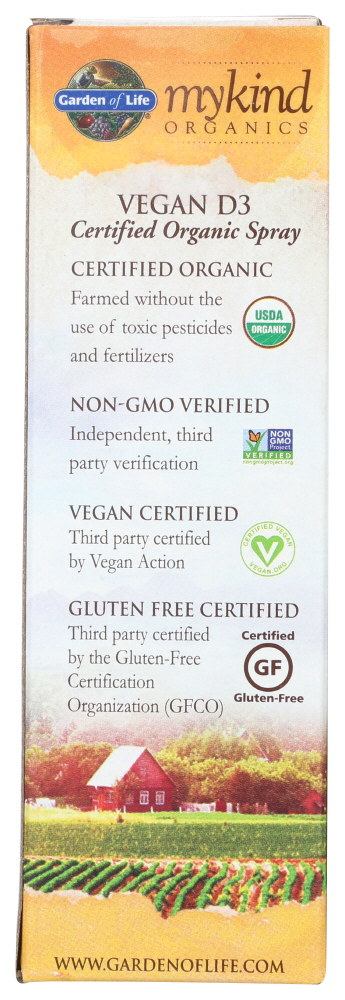 Garden of Life®
mykind
ORGANICS
VEGAN D3
Certified Organic Spray
CERTIFIED ORGANIC
Farmed without the
use of toxic pesticides
and fertilizers
USDA
ORGANIC
NON-GMO VERIFIED
Independent, third
party verification
NON
GMO
Project
VERIFIED
nongmoproject.org
VEGAN CERTIFIED
Third party certified
by Vegan Action
CERTIFIED VEGAN
VEGAN.ORG
GLUTEN FREE CERTIFIED
Third party certified
by the Gluten-Free
Certification
Organization (GFCO)
Certified
GF
Gluten-Free
WWW.GARDENOFLIFE.COM